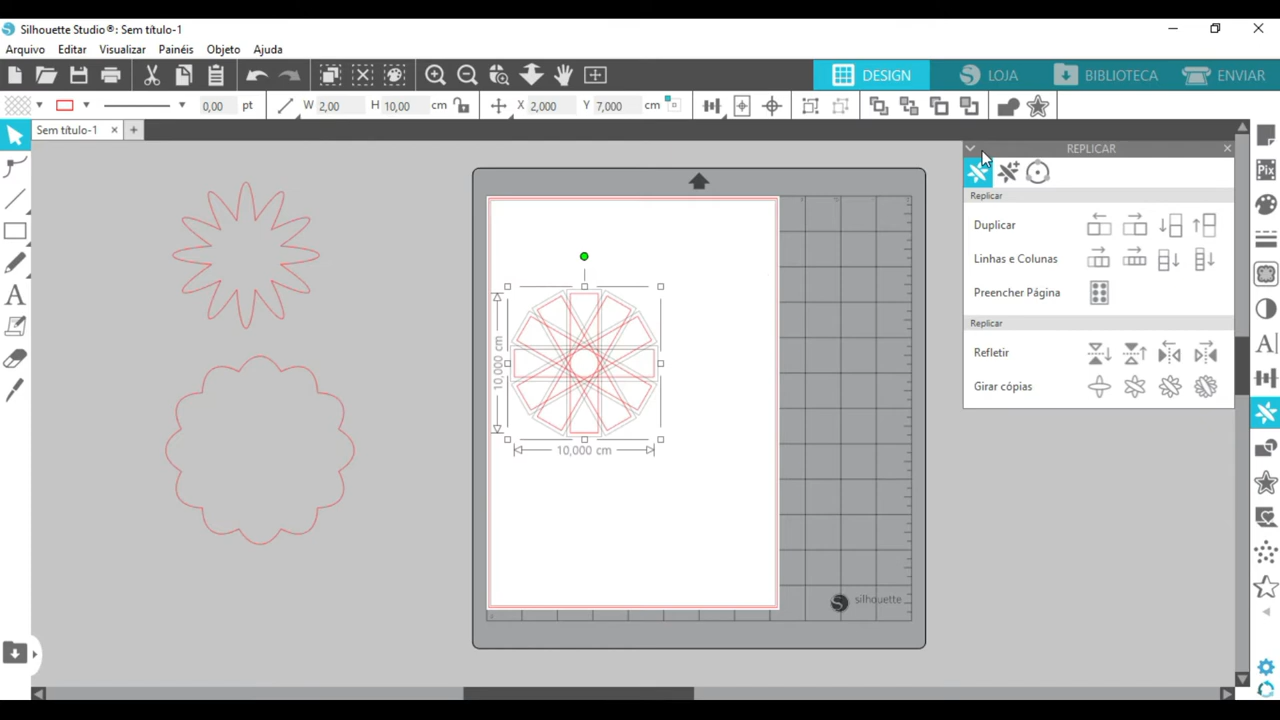 Silhouette Studio®: Sem título-1
Arquivo Editar Visualizar Painéis Objeto Ajuda
DESIGN LOJA BIBLIOTECA ENVIAR
0,00 pt W 2,00 H 10,00 cm X 2,000 Y 7,000 cm
Sem título-1
REPLICAR
Pix
Replicar
Duplicar
Linhas e Colunas
Preencher Página
Replicar
Refletir
Girar cópias
10,000 cm
10,000 cm
silhouette